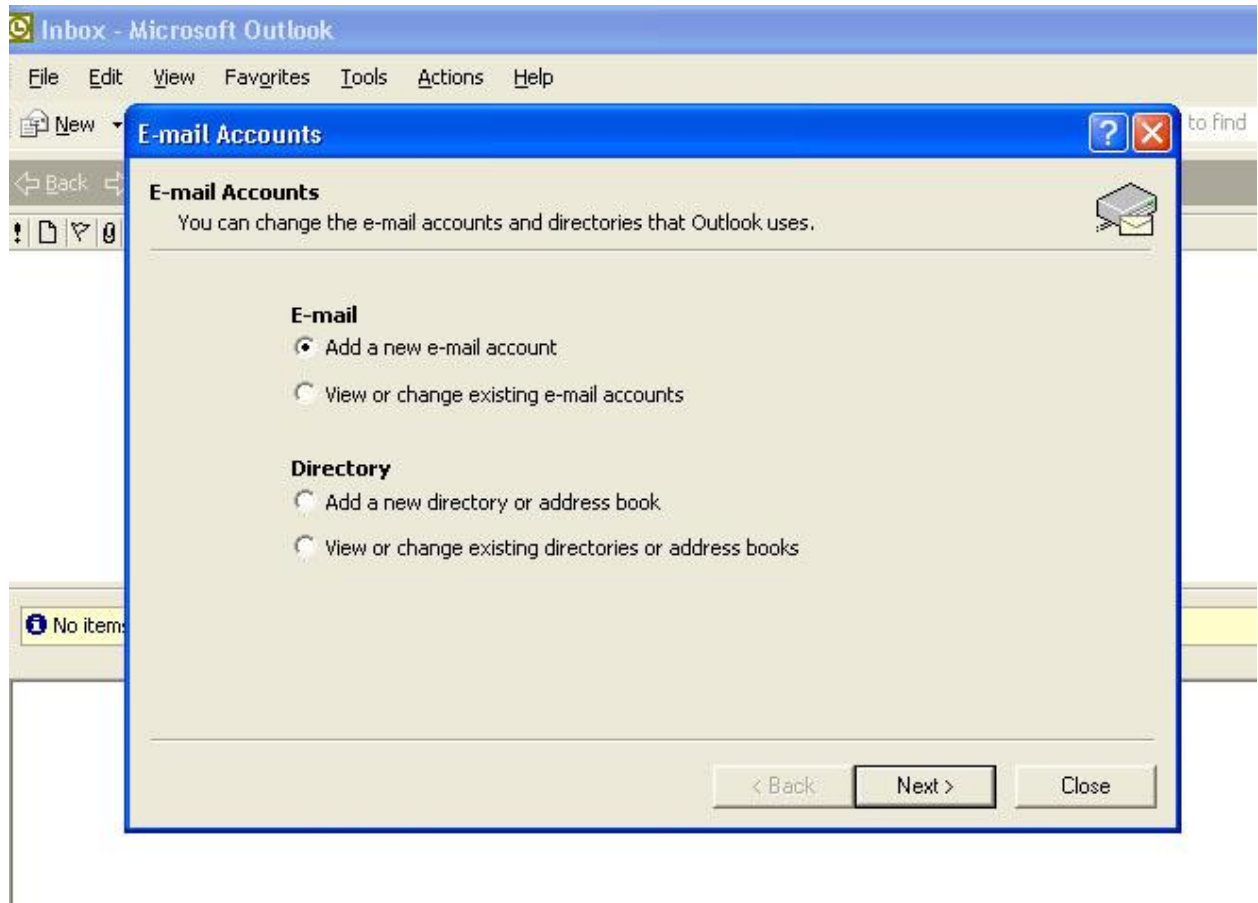 Inbox - Microsoft Outlook
File Edit View Favorites Tools Actions Help
New
to find
E-mail Accounts
Back
E-mail Accounts
You can change the e-mail accounts and directories that Outlook uses.
E-mail
Add a new e-mail account
View or change existing e-mail accounts
Directory
Add a new directory or address book
View or change existing directories or address books
No items
< Back Next > Close